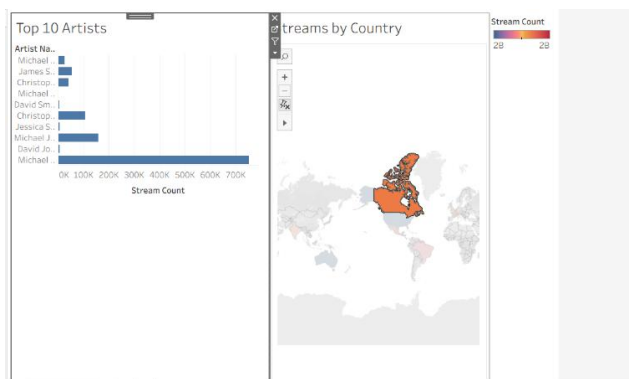 Top 10 Artists
Artist Na..
Michael ..
James S..
Christop..
Michael ..
David Sm..
Christop..
Jessica S..
Michael J..
David Jo..
Michael ..
0K 100K 200K 300K 400K 500K 600K 700K
Stream Count
treams by Country
Stream Count
28 28